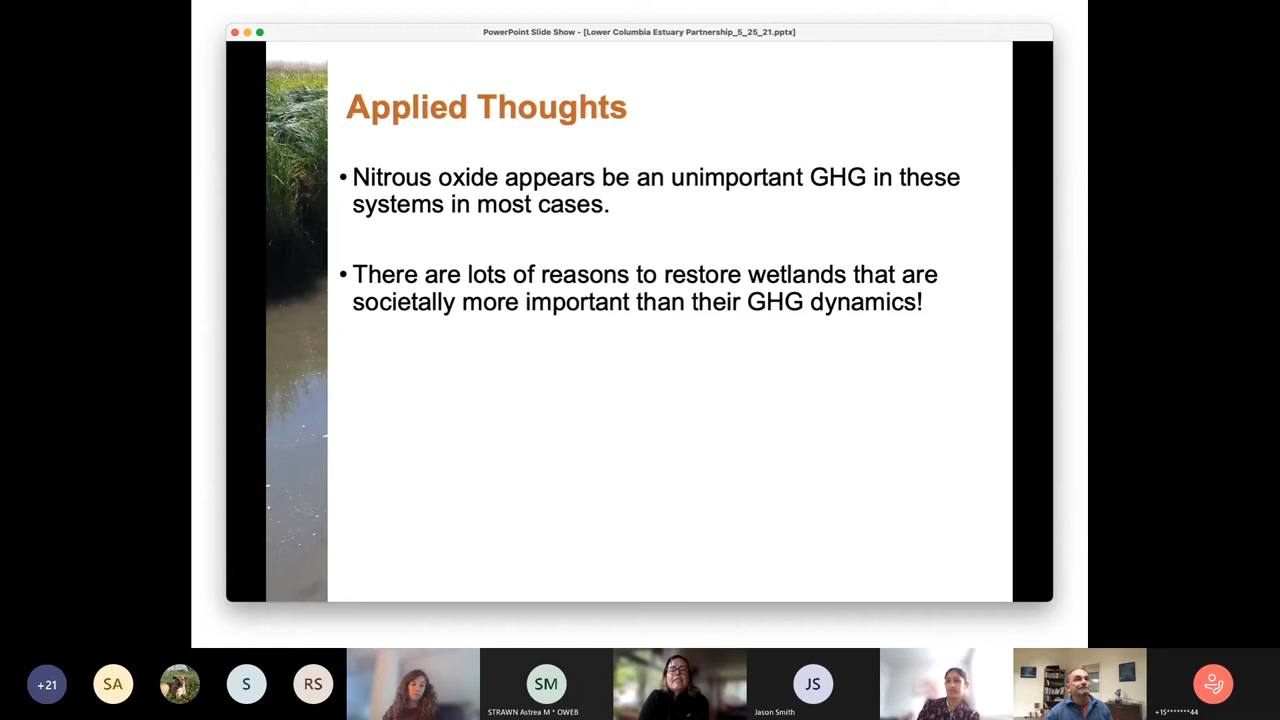 PowerPoint Slide Show - [Lower Columbia Estuary Partnership_5_25_21.pptx]
Applied Thoughts
• Nitrous oxide appears be an unimportant GHG in these
systems in most cases.
• There are lots of reasons to restore wetlands that are
societally more important than their GHG dynamics!
+21
SA
S
RS
SM
STRAWN Astrea M * OWEB
JS
Jason Smith
+15*******44